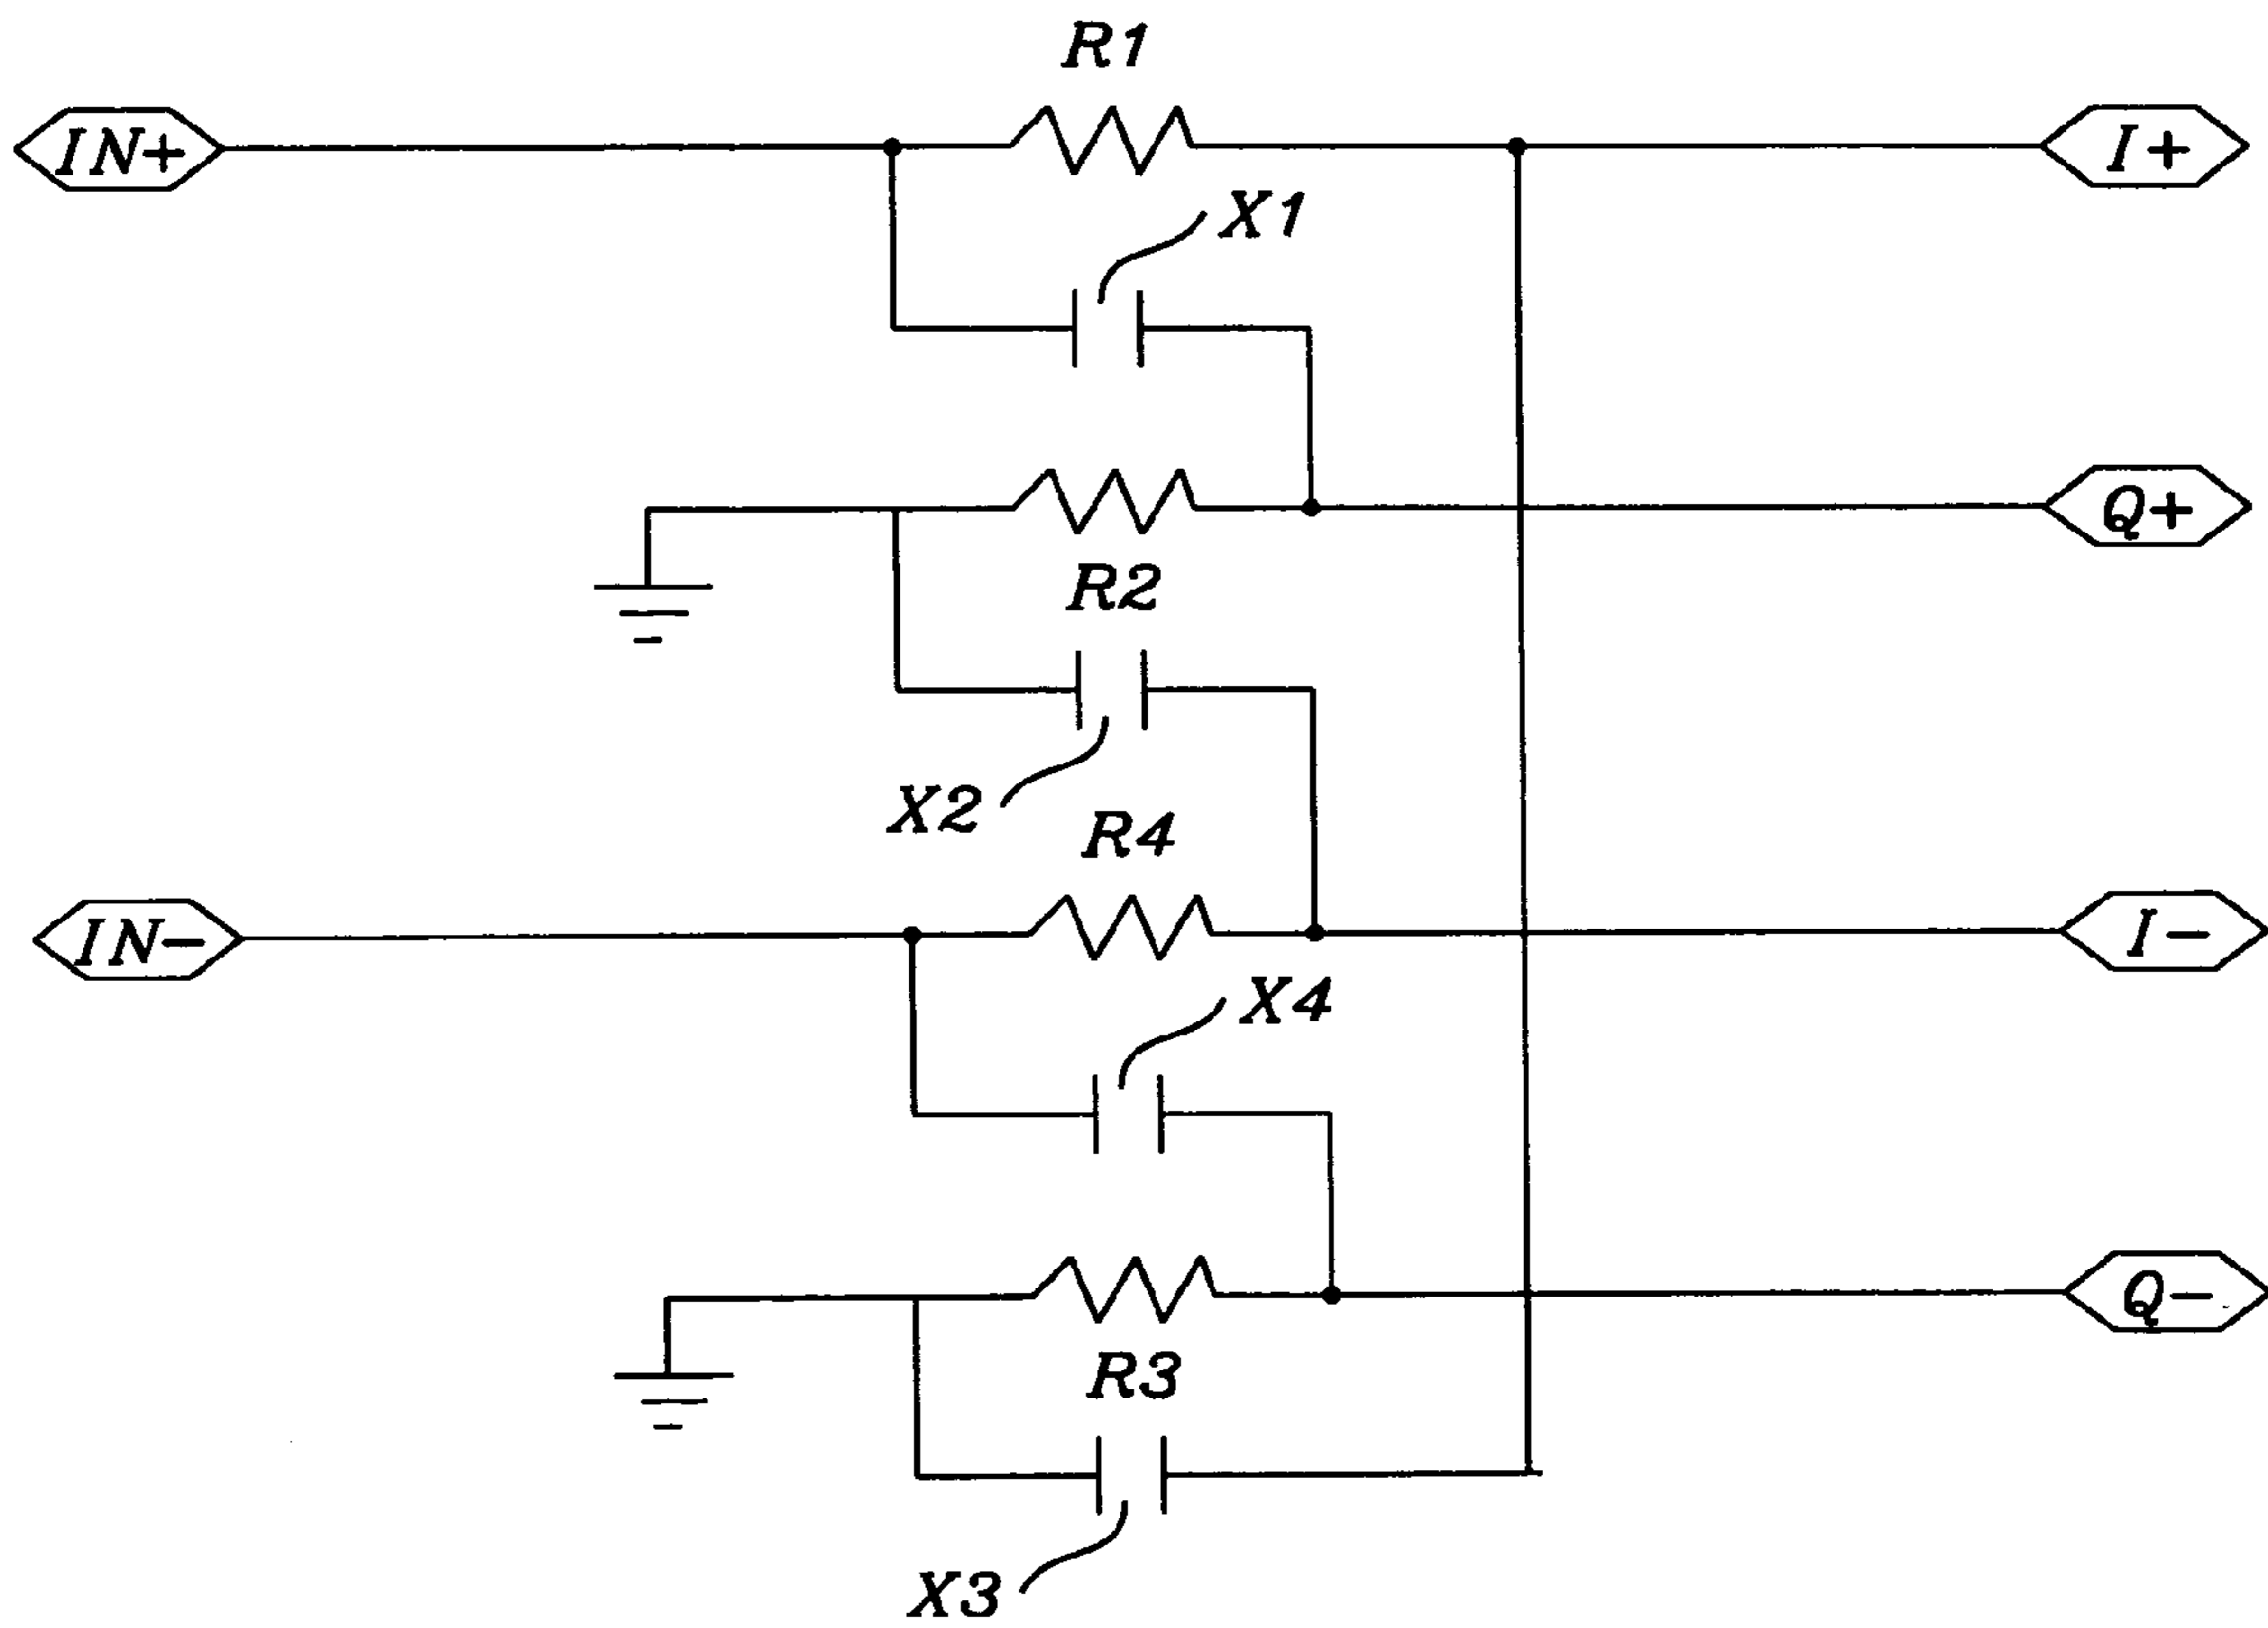 R1
IN+
I+
X1
Q+
R2
X2
R4
IN-
I-
X4
Q-
R3
X3